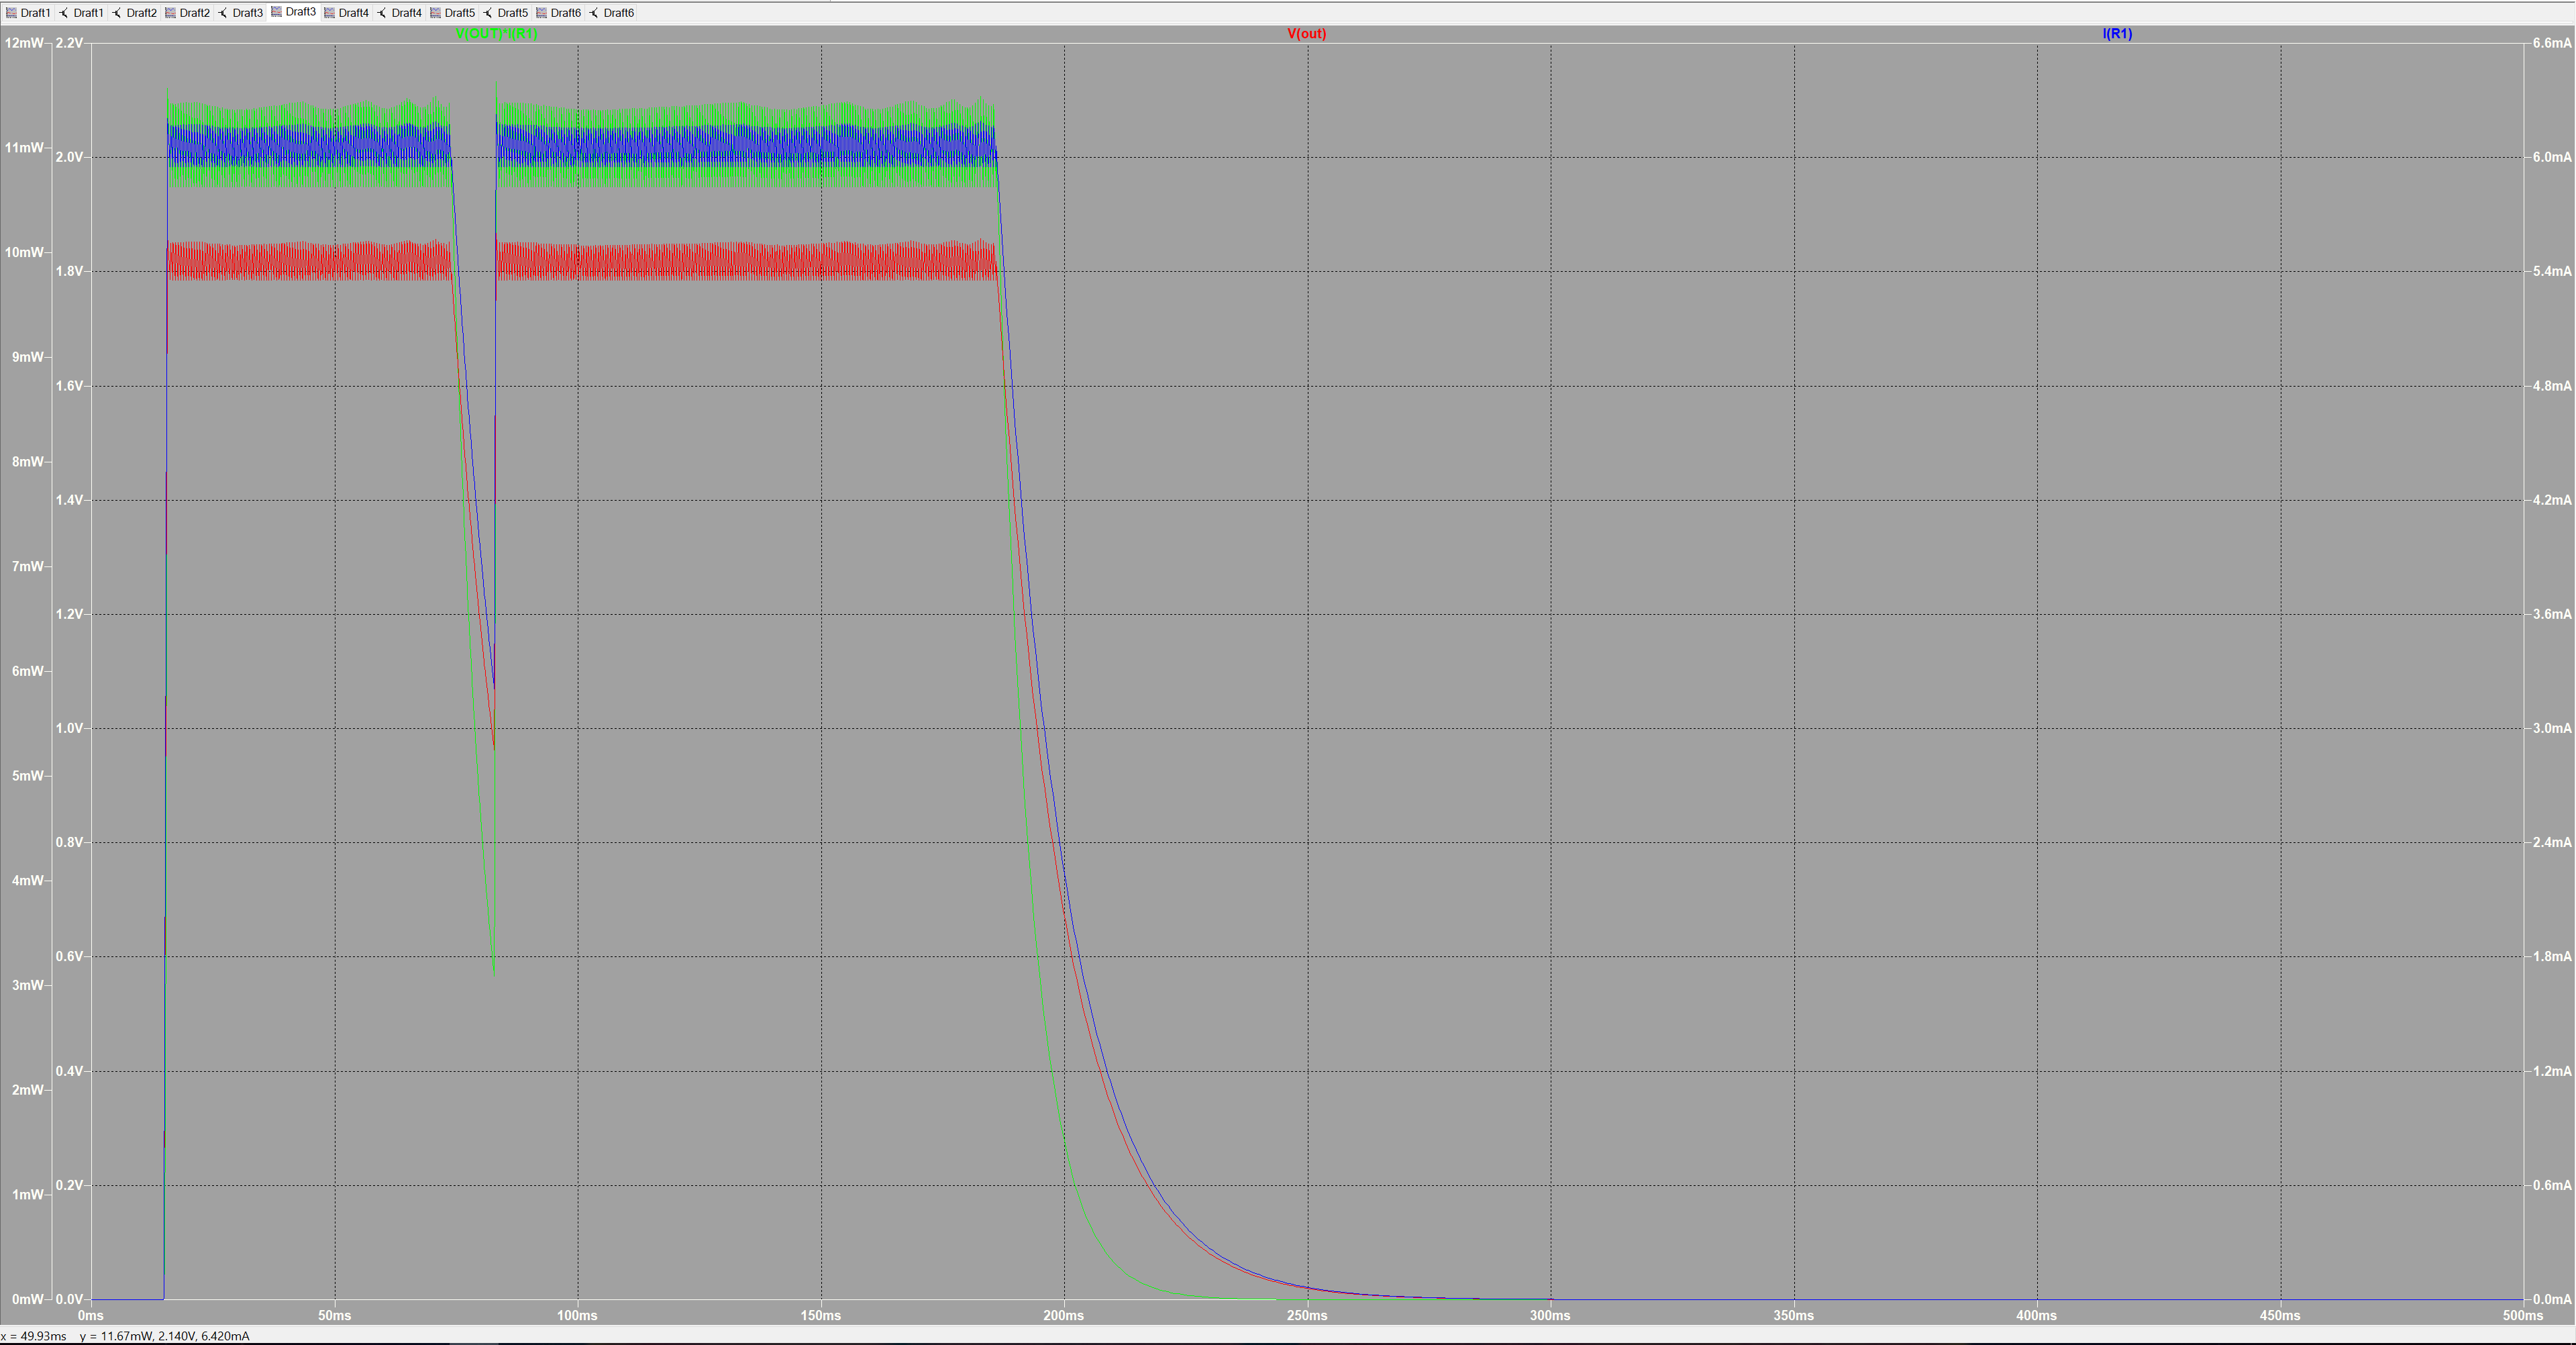 Draft1 Draft1 Draft2 Draft2 Draft3 Draft3 Draft4 Draft4 Draft5 Draft5 Draft6 Draft6
V(OUT)*I(R1) V(out) I(R1)
12mW 2.2V 6.6mA
11mW 2.0V 6.0mA
10mW 1.8V 5.4mA
9mW 1.6V 4.8mA
8mW 1.4V 4.2mA
7mW 1.2V 3.6mA
6mW 1.0V 3.0mA
5mW 0.8V 2.4mA
4mW 0.6V 1.8mA
3mW 0.4V 1.2mA
2mW 0.2V 0.6mA
1mW
0mW 0.0V 0.0mA
0ms 50ms 100ms 150ms 200ms 250ms 300ms 350ms 400ms 450ms 500ms
x = 49.93ms y = 11.67mW, 2.140V, 6.420mA